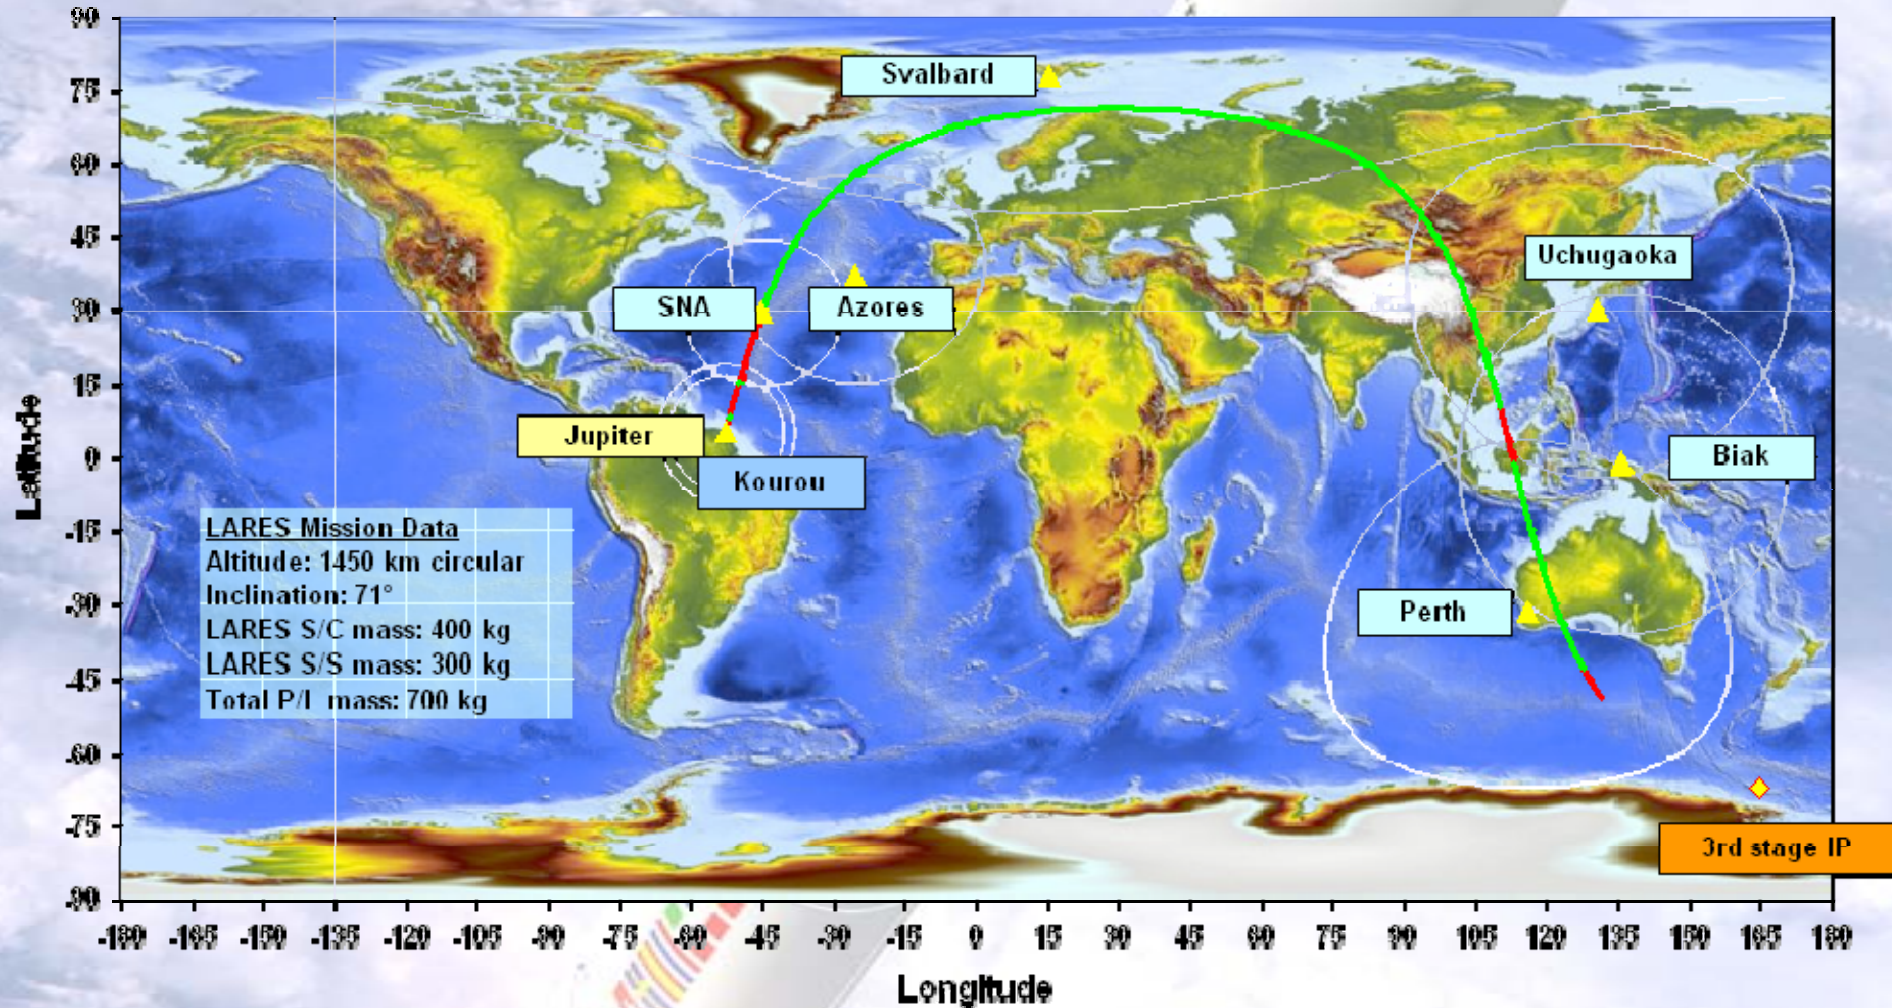 90
75
60
45
30
15
0
-15
-30
-45
-60
-75
-90
Latitude
Svalbard
Uchugaoka
SNA
Azores
Jupiter
Kourou
Biak
Perth
3rd stage IP
LARES Mission Data
Altitude: 1450 km circular
Inclination: 71°
LARES S/C mass: 400 kg
LARES S/S mass: 300 kg
Total P/L mass: 700 kg
-180 -165 -150 -135 -120 -105 -90 -75 -60 -45 -30 -15 0 15 30 45 60 75 90 105 120 135 150 165 180
Longitude